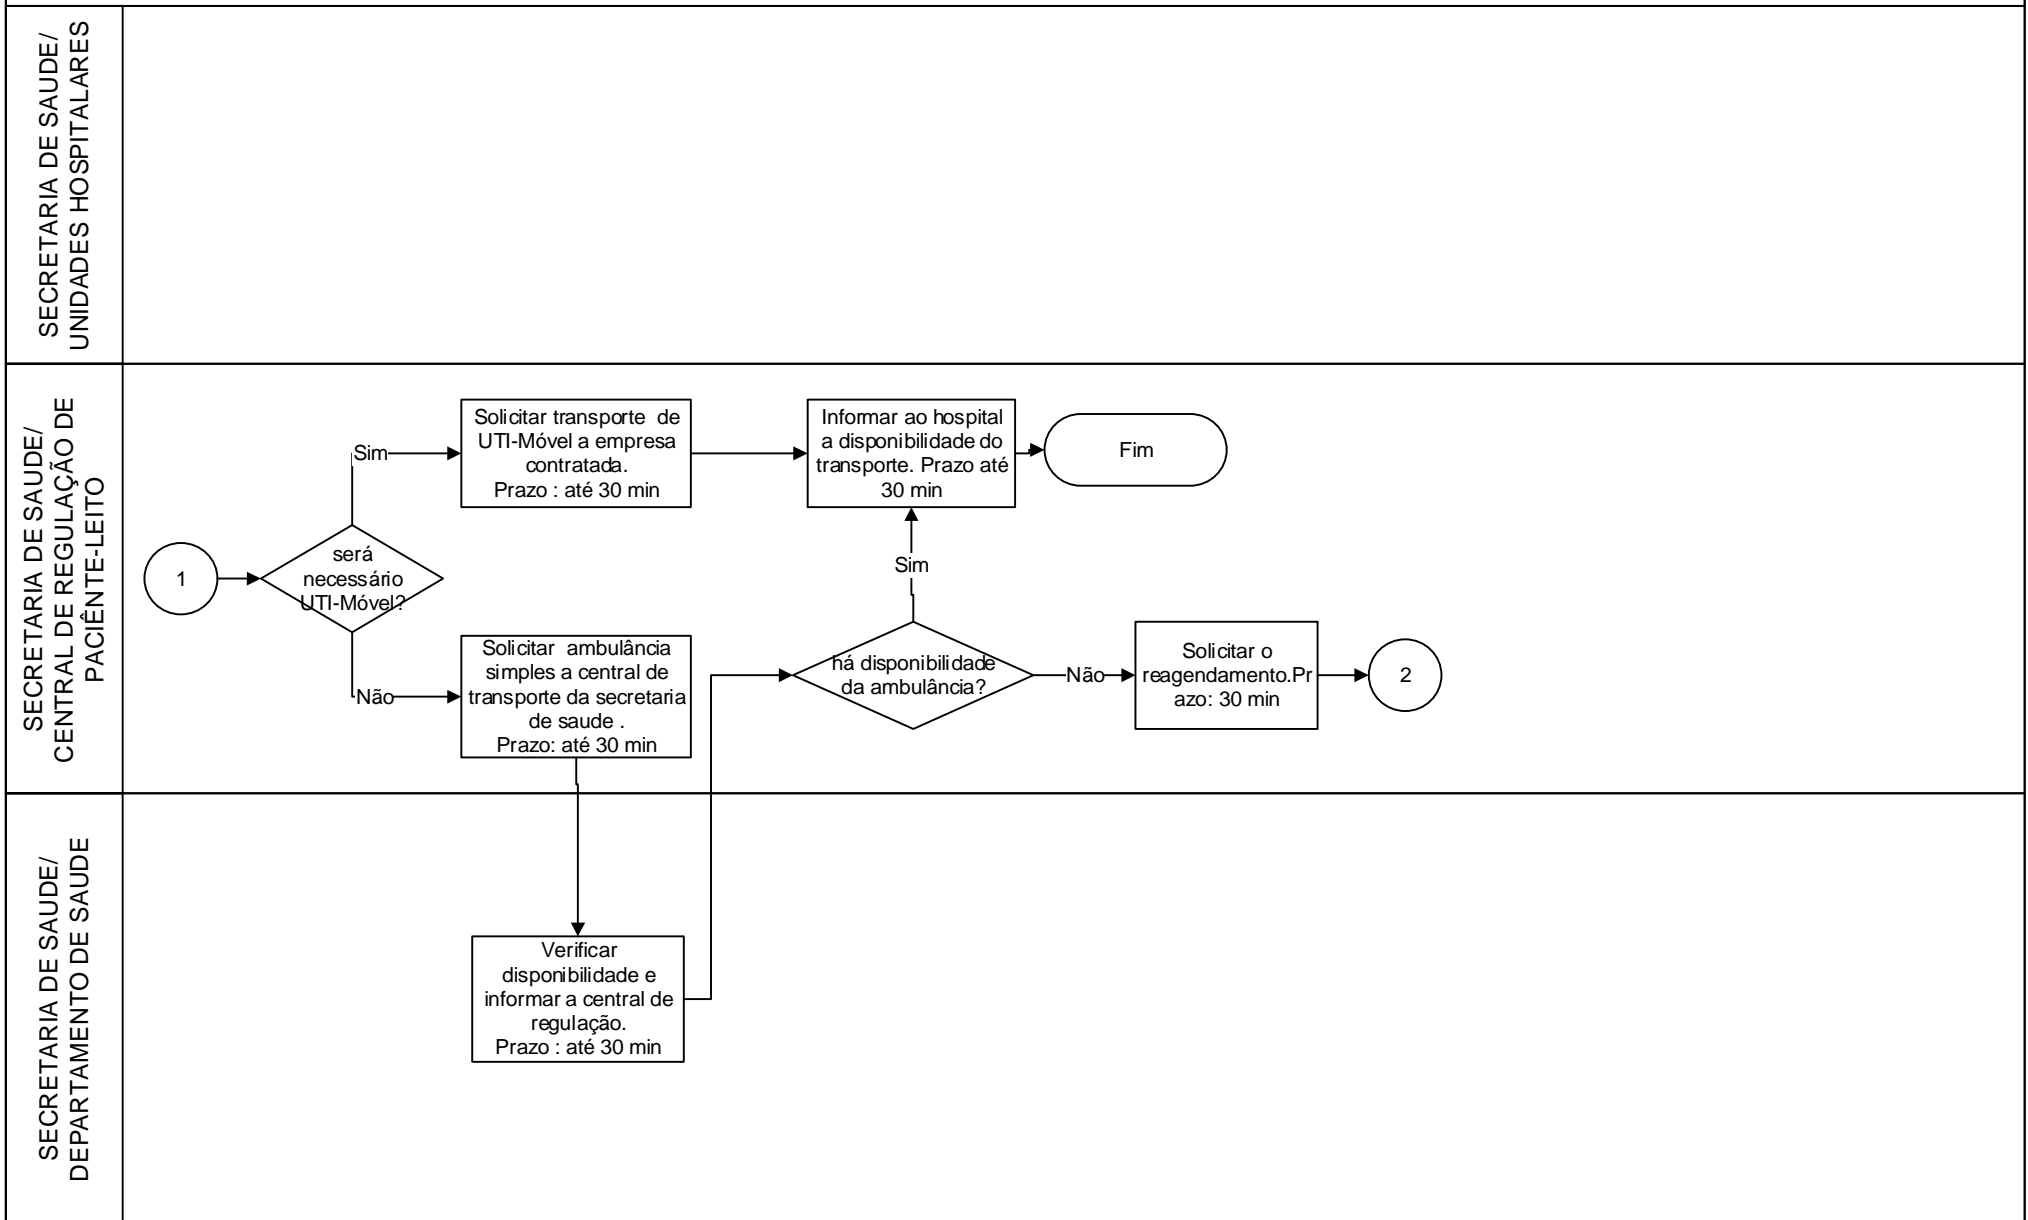 SECRETARIA DE SAUDE/
UNIDADES HOSPITALARES
SECRETARIA DE SAUDE/
CENTRAL DE REGULAÇÃO DE
PACIÊNTE-LEITO
1
será
necessário
UTI-Móvel?
Sim
Solicitar transporte de
UTI-Móvel a empresa
contratada.
Prazo : até 30 min
Informar ao hospital
a disponibilidade do
transporte. Prazo até
30 min
Fim
Não
Solicitar ambulância
simples a central de
transporte da secretaria
de saude .
Prazo: até 30 min
Sim
há disponibilidade
da ambulância?
Não
Solicitar o
reagendamento.Pr
azo: 30 min
2
SECRETARIA DE SAUDE/
DEPARTAMENTO DE SAUDE
Verificar
disponibilidade e
informar a central de
regulação.
Prazo : até 30 min